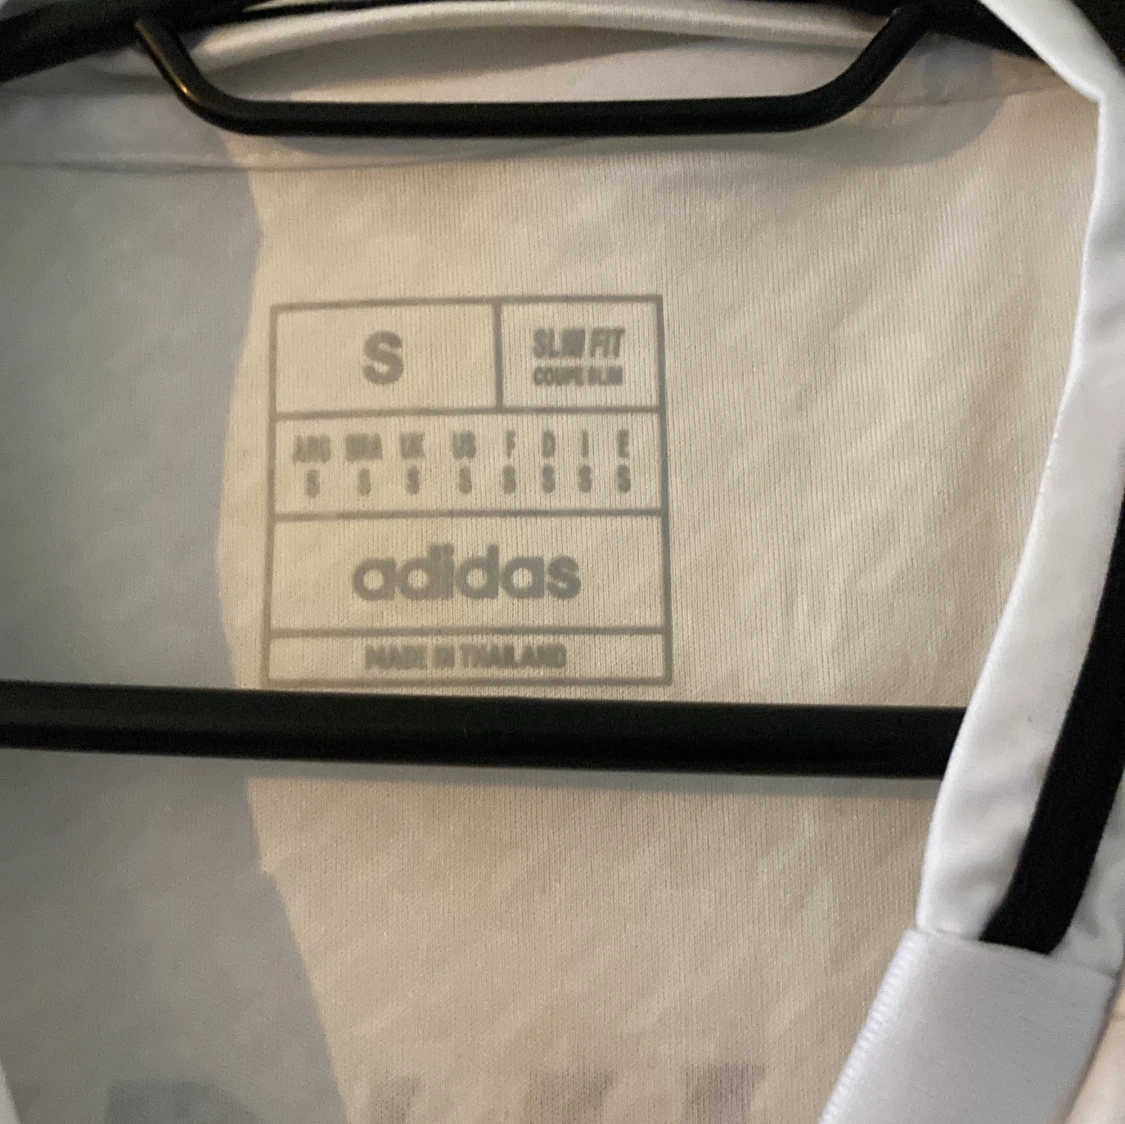 S
SLIM FIT
COUPE SLIM
ARG BRA UK US F D I E
S S S S S S S S
adidas
MADE IN THAILAND